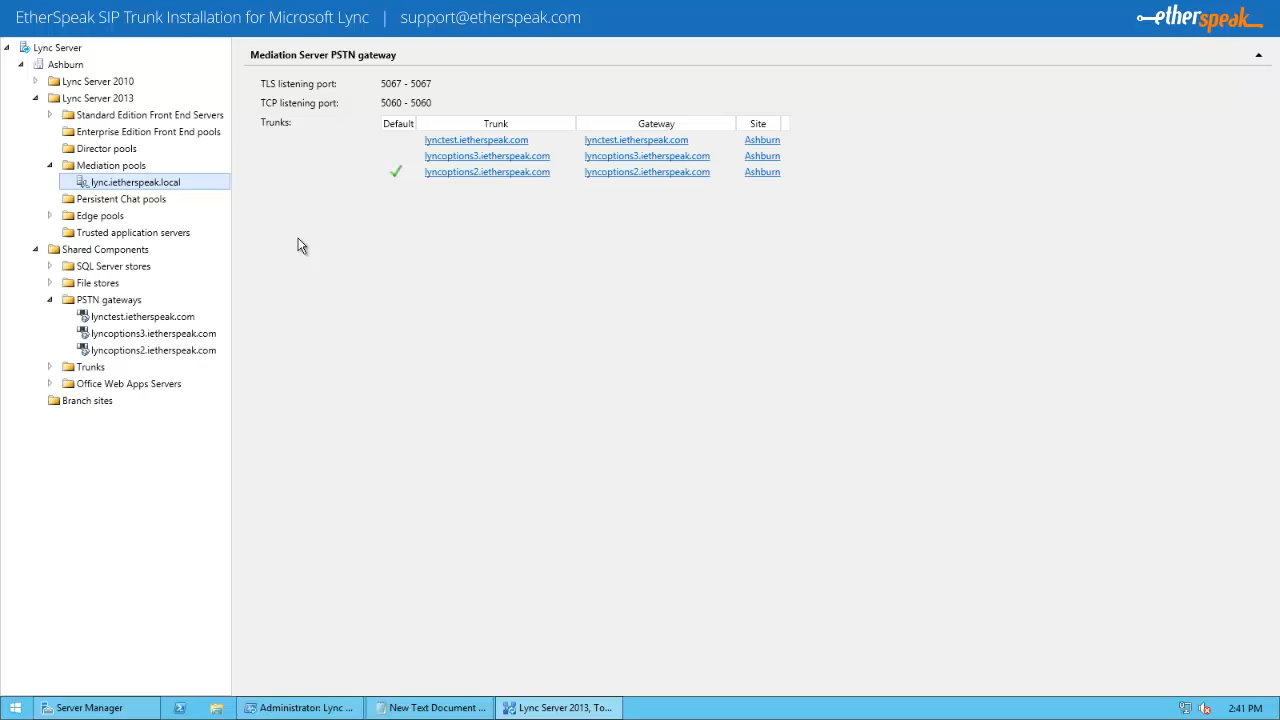 EtherSpeak SIP Trunk Installation for Microsoft Lync | support@etherspeak.com
etherspeak
Lync Server
Ashburn
Lync Server 2010
Lync Server 2013
Standard Edition Front End Servers
Enterprise Edition Front End pools
Director pools
Mediation pools
lync.ietherspeak.local
Persistent Chat pools
Edge pools
Trusted application servers
Shared Components
SQL Server stores
File stores
PSTN gateways
lynctest.ietherspeak.com
lyncoptions3.ietherspeak.com
lyncoptions2.ietherspeak.com
Trunks
Office Web Apps Servers
Branch sites
Mediation Server PSTN gateway
TLS listening port: 5067 - 5067
TCP listening port: 5060 - 5060
Trunks: Default Trunk Gateway Site
lynctest.ietherspeak.com lynctest.ietherspeak.com Ashburn
lyncoptions3.ietherspeak.com lyncoptions3.ietherspeak.com Ashburn
lyncoptions2.ietherspeak.com lyncoptions2.ietherspeak.com Ashburn
Server Manager Administrator: Lync ... New Text Document ... Lync Server 2013, To... 2:41 PM